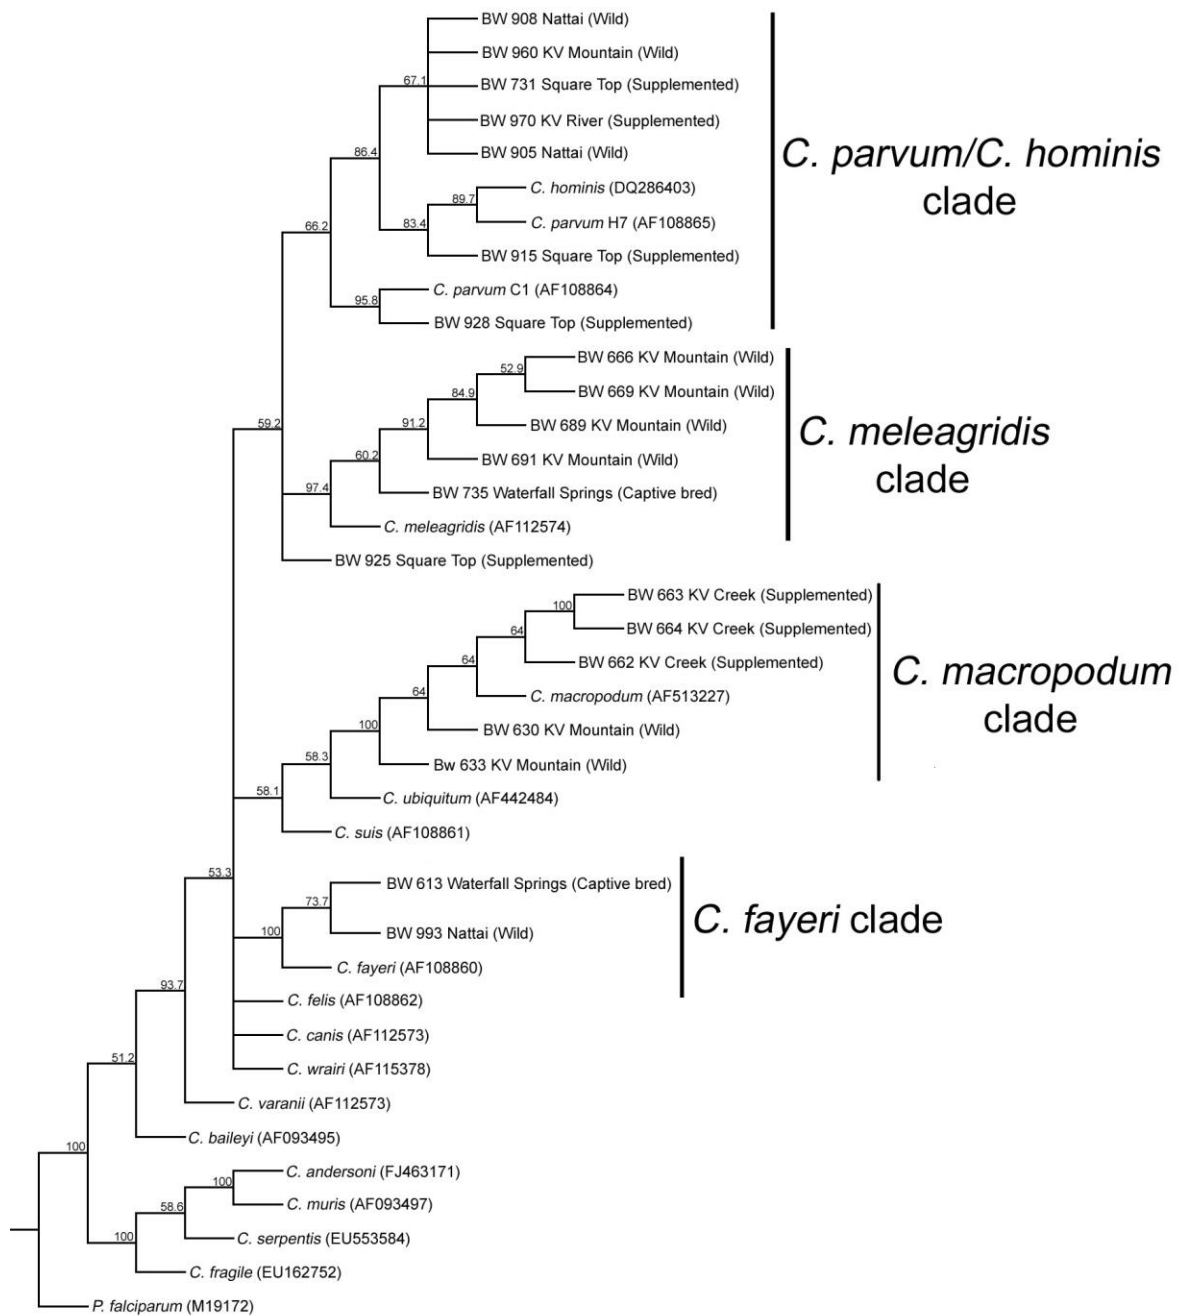 BW 908 Nattai (Wild)
BW 960 KV Mountain (Wild)
67.1
BW 731 Square Top (Supplemented)
BW 970 KV River (Supplemented)
BW 905 Nattai (Wild)
86.4
C. hominis (DQ286403)
89.7
C. parvum H7 (AF108865)
83.4
BW 915 Square Top (Supplemented)
66.2
C. parvum C1 (AF108864)
95.8
BW 928 Square Top (Supplemented)
C. parvum/C. hominis
clade
BW 666 KV Mountain (Wild)
52.9
BW 669 KV Mountain (Wild)
84.9
BW 689 KV Mountain (Wild)
91.2
BW 691 KV Mountain (Wild)
60.2
BW 735 Waterfall Springs (Captive bred)
97.4
C. meleagridis (AF112574)
C. meleagridis
clade
59.2
BW 925 Square Top (Supplemented)
BW 663 KV Creek (Supplemented)
100
BW 664 KV Creek (Supplemented)
64
BW 662 KV Creek (Supplemented)
64
C. macropodum (AF513227)
64
BW 630 KV Mountain (Wild)
100
Bw 633 KV Mountain (Wild)
C. macropodum
clade
58.3
C. ubiquitum (AF442484)
58.1
C. suis (AF108861)
53.3
BW 613 Waterfall Springs (Captive bred)
73.7
BW 993 Nattai (Wild)
100
C. fayeri (AF108860)
C. fayeri clade
C. felis (AF108862)
93.7
C. canis (AF112573)
C. wrairi (AF115378)
51.2
C. varanii (AF112573)
C. baileyi (AF093495)
100
C. andersoni (FJ463171)
100
C. muris (AF093497)
58.6
C. serpentis (EU553584)
100
C. fragile (EU162752)
P. falciparum (M19172)